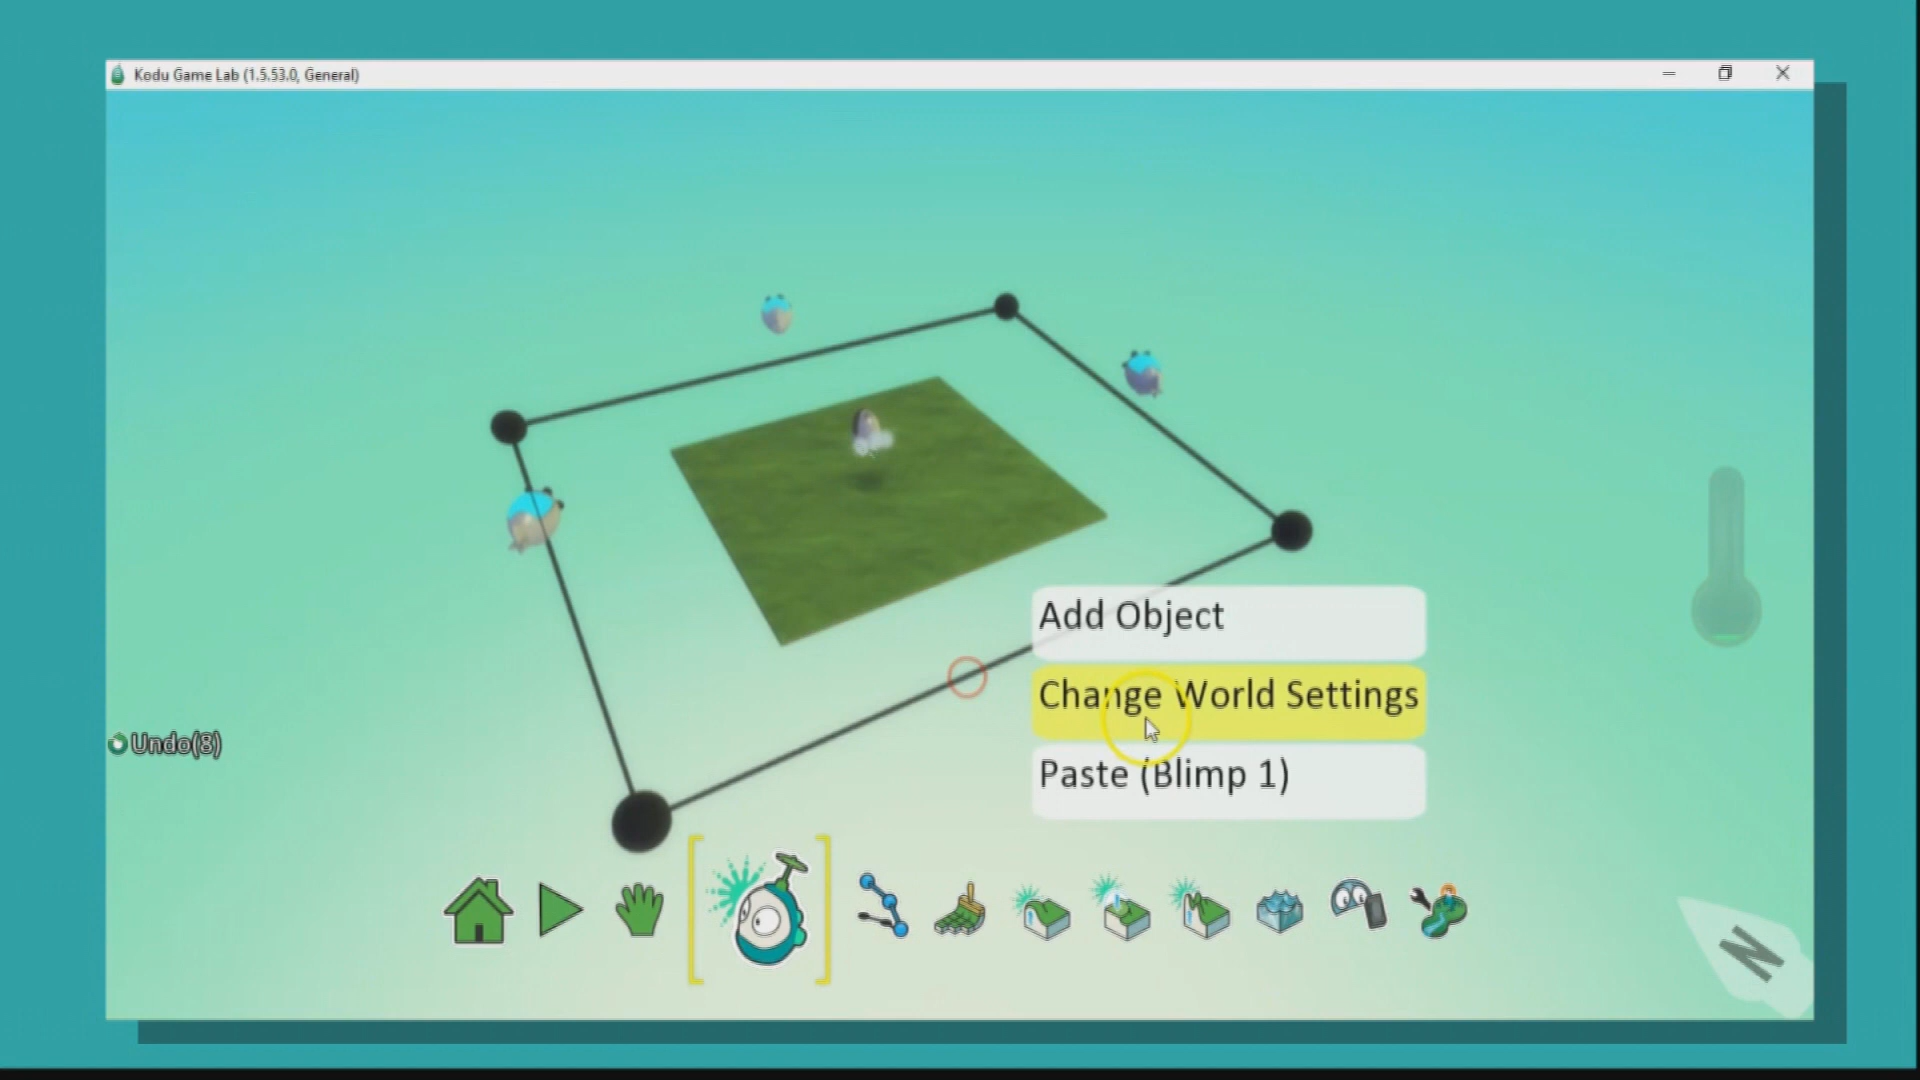 Kodu Game Lab (1.5.53.0, General)
Add Object
Change World Settings
Paste (Blimp 1)
Undo(8)
N